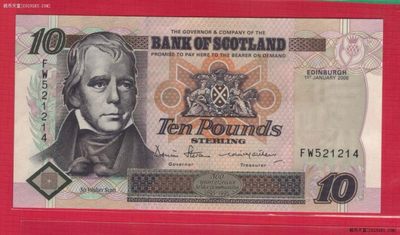 THE GOVERNOR & COMPANY OF THE
BANK OF SCOTLAND
PROMISE TO PAY HERE TO THE BEARER ON DEMAND
10
EDINBURGH
1ST JANUARY 2006
FW521214
Ten Pounds
STERLING
FW521214
Governor
Treasurer
Sir Walter Scott
10